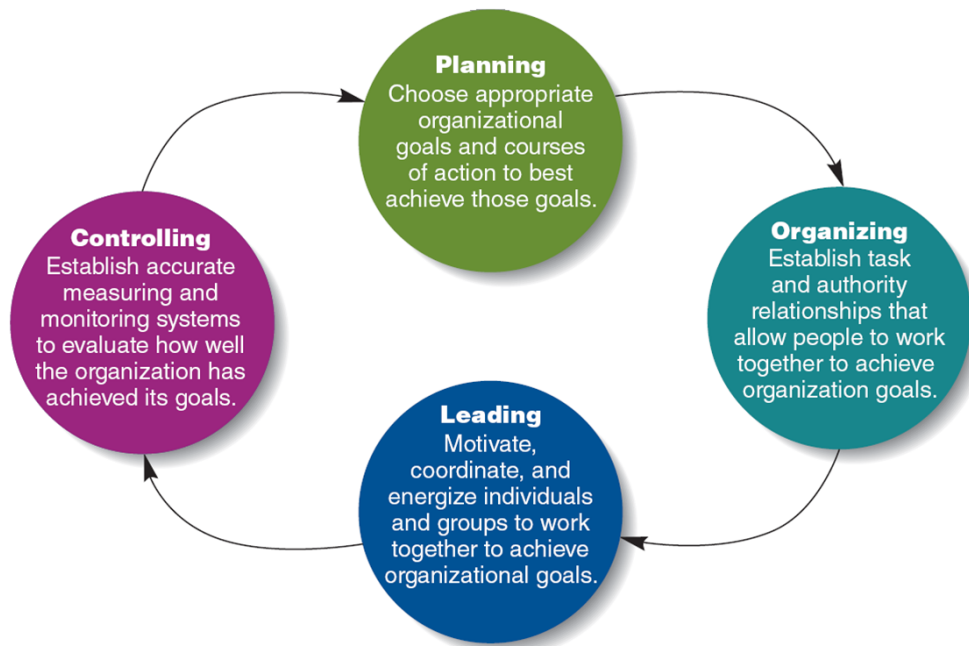 Planning
Choose appropriate
organizational
goals and courses
of action to best
achieve those goals.
Organizing
Establish task
and authority
relationships that
allow people to work
together to achieve
organization goals.
Leading
Motivate,
coordinate, and
energize individuals
and groups to work
together to achieve
organizational goals.
Controlling
Establish accurate
measuring and
monitoring systems
to evaluate how well
the organization has
achieved its goals.